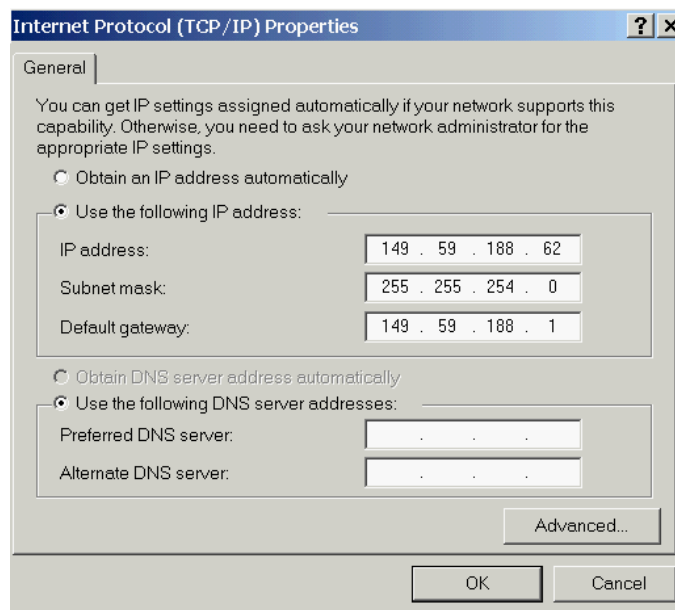 Internet Protocol (TCP/IP) Properties
General
You can get IP settings assigned automatically if your network supports this
capability. Otherwise, you need to ask your network administrator for the
appropriate IP settings.
Obtain an IP address automatically
Use the following IP address:
IP address: 149 . 59 . 188 . 62
Subnet mask: 255 . 255 . 254 . 0
Default gateway: 149 . 59 . 188 . 1
Obtain DNS server address automatically
Use the following DNS server addresses:
Preferred DNS server: . . .
Alternate DNS server: . . .
Advanced...
OK Cancel